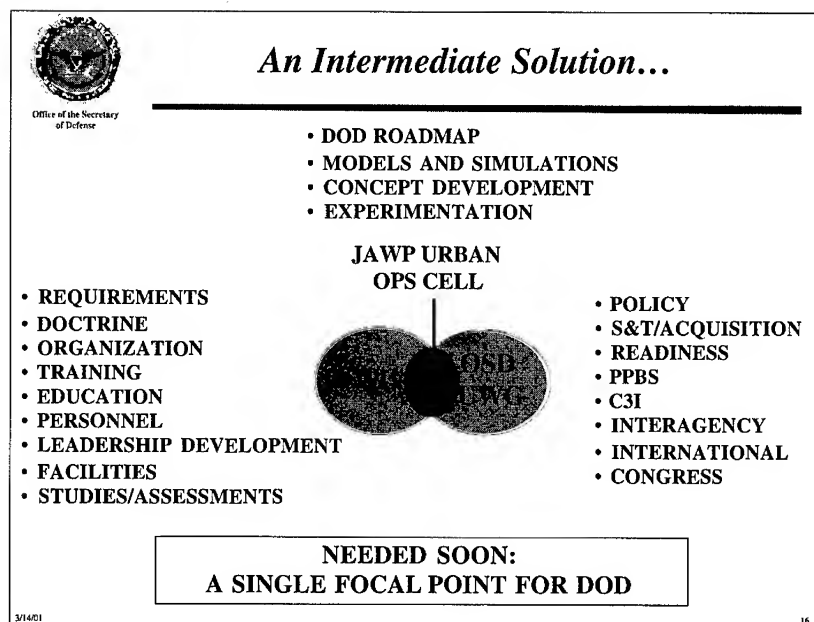 An Intermediate Solution...
Office of the Secretary
of Defense
• DOD ROADMAP
• MODELS AND SIMULATIONS
• CONCEPT DEVELOPMENT
• EXPERIMENTATION
JAWP URBAN
OPS CELL
• REQUIREMENTS
• DOCTRINE
• ORGANIZATION
• TRAINING
• EDUCATION
• PERSONNEL
• LEADERSHIP DEVELOPMENT
• FACILITIES
• STUDIES/ASSESSMENTS
OSD
UWG
• POLICY
• S&T/ACQUISITION
• READINESS
• PPBS
• C3I
• INTERAGENCY
• INTERNATIONAL
• CONGRESS
NEEDED SOON:
A SINGLE FOCAL POINT FOR DOD
3/14/01
16